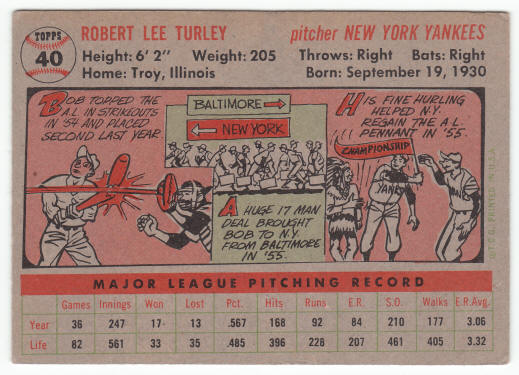 TOPPS
40
ROBERT LEE TURLEY
pitcher NEW YORK YANKEES
Height: 6' 2" Weight: 205 Throws: Right Bats: Right
Home: Troy, Illinois Born: September 19, 1930
BOB TOPPED THE
A.L. IN STRIKEOUTS
IN '54 AND PLACED
SECOND LAST YEAR.
BALTIMORE
NEW YORK
A HUGE 17 MAN
DEAL BROUGHT
BOB TO N.Y.
FROM BALTIMORE
IN '55.
HIS FINE HURLING
HELPED N.Y.
REGAIN THE A.L.
PENNANT IN '55.
CHAMPIONSHIP
YANKS
© T.C.G. PRINTED IN U.S.A.
MAJOR LEAGUE PITCHING RECORD
Games Innings Won Lost Pct. Hits Runs E.R. S.O. Walks E.R.Avg.
Year 36 247 17 13 .567 168 92 84 210 177 3.06
Life 82 561 33 35 .485 396 228 207 461 405 3.32